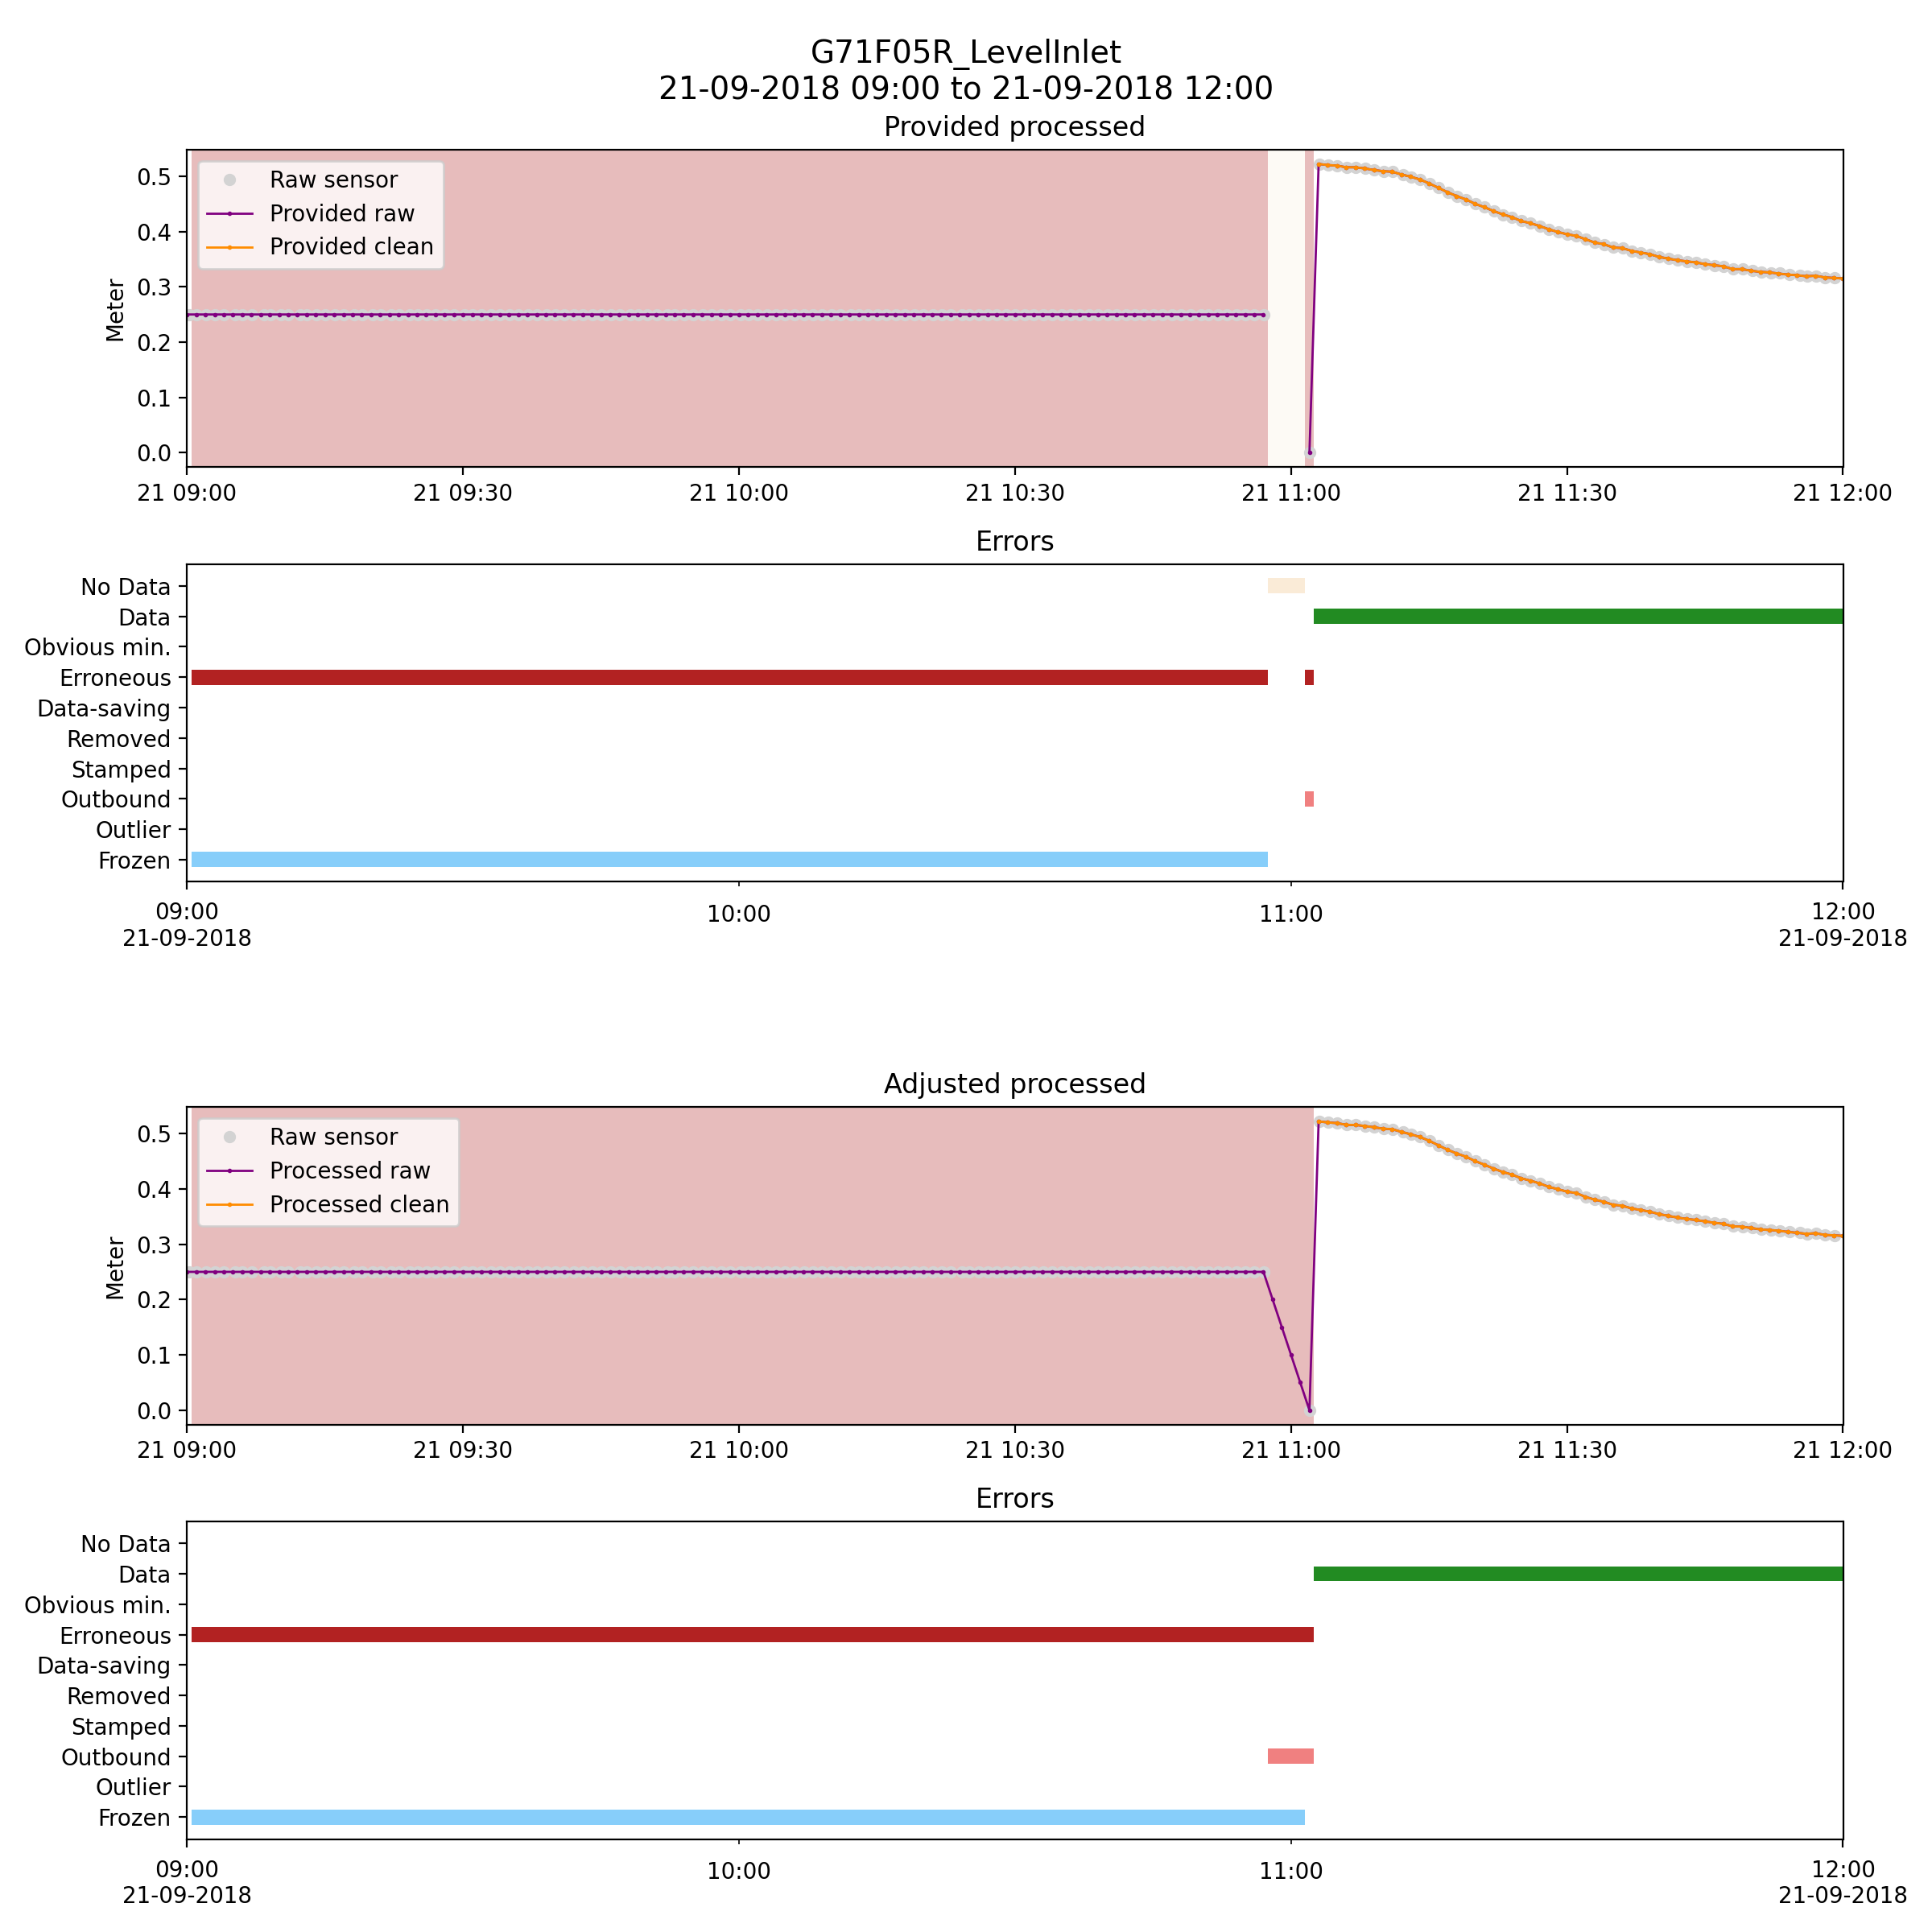 G71F05R_LevelInlet
21-09-2018 09:00 to 21-09-2018 12:00
Provided processed
Raw sensor
Provided raw
Provided clean
Meter
0.5
0.4
0.3
0.2
0.1
0.0
21 09:00 21 09:30 21 10:00 21 10:30 21 11:00 21 11:30 21 12:00
Errors
No Data
Data
Obvious min.
Erroneous
Data-saving
Removed
Stamped
Outbound
Outlier
Frozen
09:00 10:00 11:00 12:00
21-09-2018 21-09-2018
Adjusted processed
Raw sensor
Processed raw
Processed clean
Meter
0.5
0.4
0.3
0.2
0.1
0.0
21 09:00 21 09:30 21 10:00 21 10:30 21 11:00 21 11:30 21 12:00
Errors
No Data
Data
Obvious min.
Erroneous
Data-saving
Removed
Stamped
Outbound
Outlier
Frozen
09:00 10:00 11:00 12:00
21-09-2018 21-09-2018